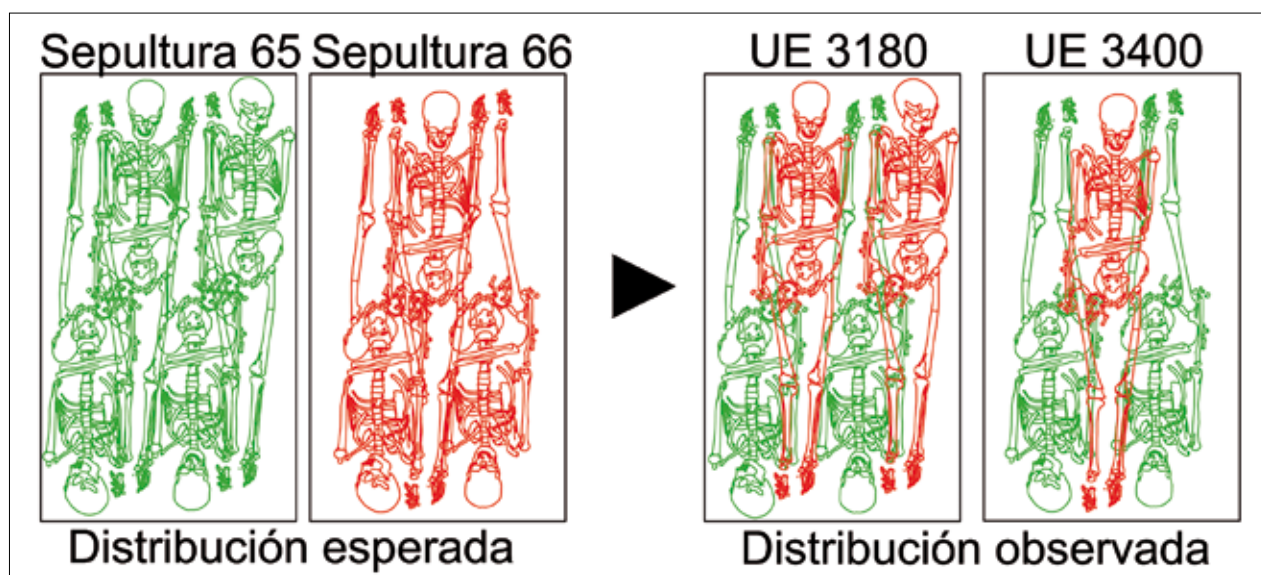 Sepultura 65 Sepultura 66 UE 3180 UE 3400
Distribución esperada Distribución observada